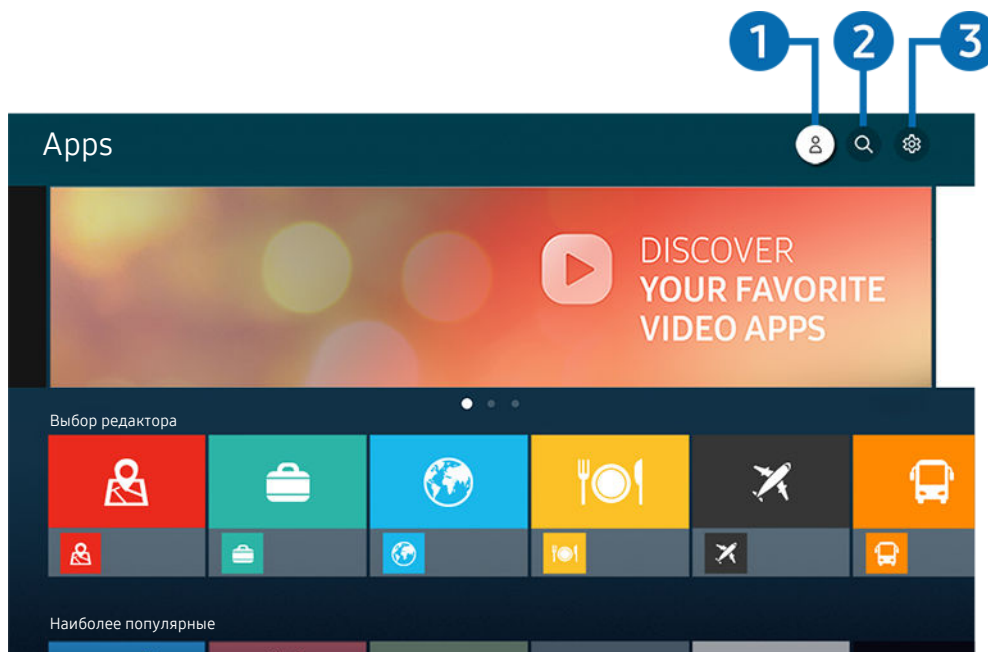 1 2 3
Apps
DISCOVER
YOUR FAVORITE
VIDEO APPS
Выбор редактора
Наиболее популярные